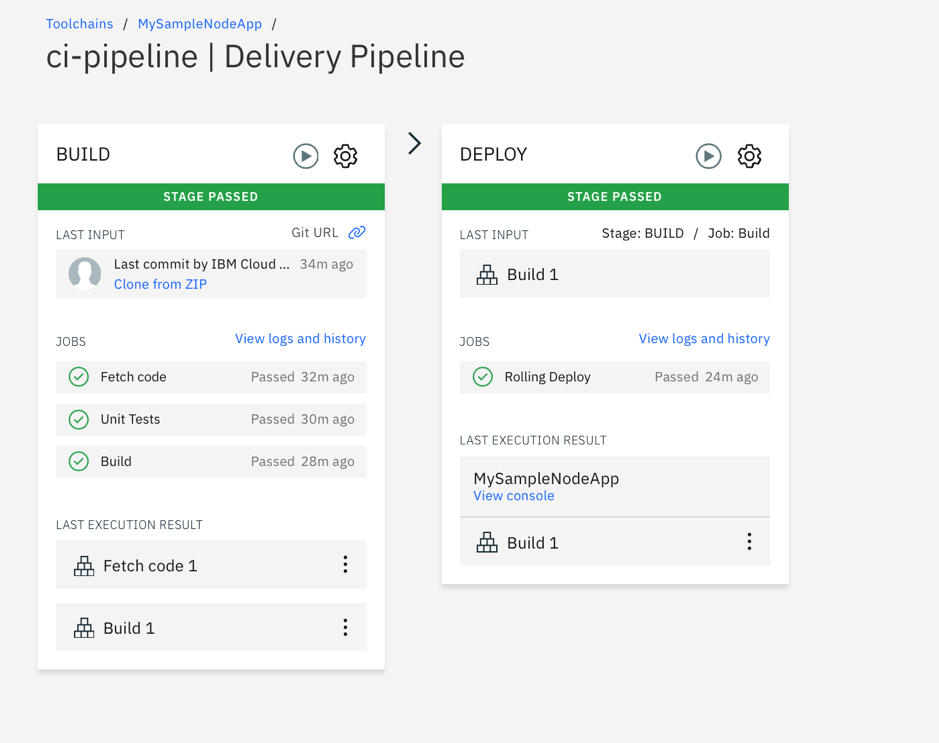 Toolchains / MySampleNodeApp /
ci-pipeline | Delivery Pipeline
BUILD
STAGE PASSED
LAST INPUT Git URL
Last commit by IBM Cloud ... 34m ago
Clone from ZIP
JOBS View logs and history
Fetch code Passed 32m ago
Unit Tests Passed 30m ago
Build Passed 28m ago
LAST EXECUTION RESULT
Fetch code 1
Build 1
DEPLOY
STAGE PASSED
LAST INPUT Stage: BUILD / Job: Build
Build 1
JOBS View logs and history
Rolling Deploy Passed 24m ago
LAST EXECUTION RESULT
MySampleNodeApp
View console
Build 1